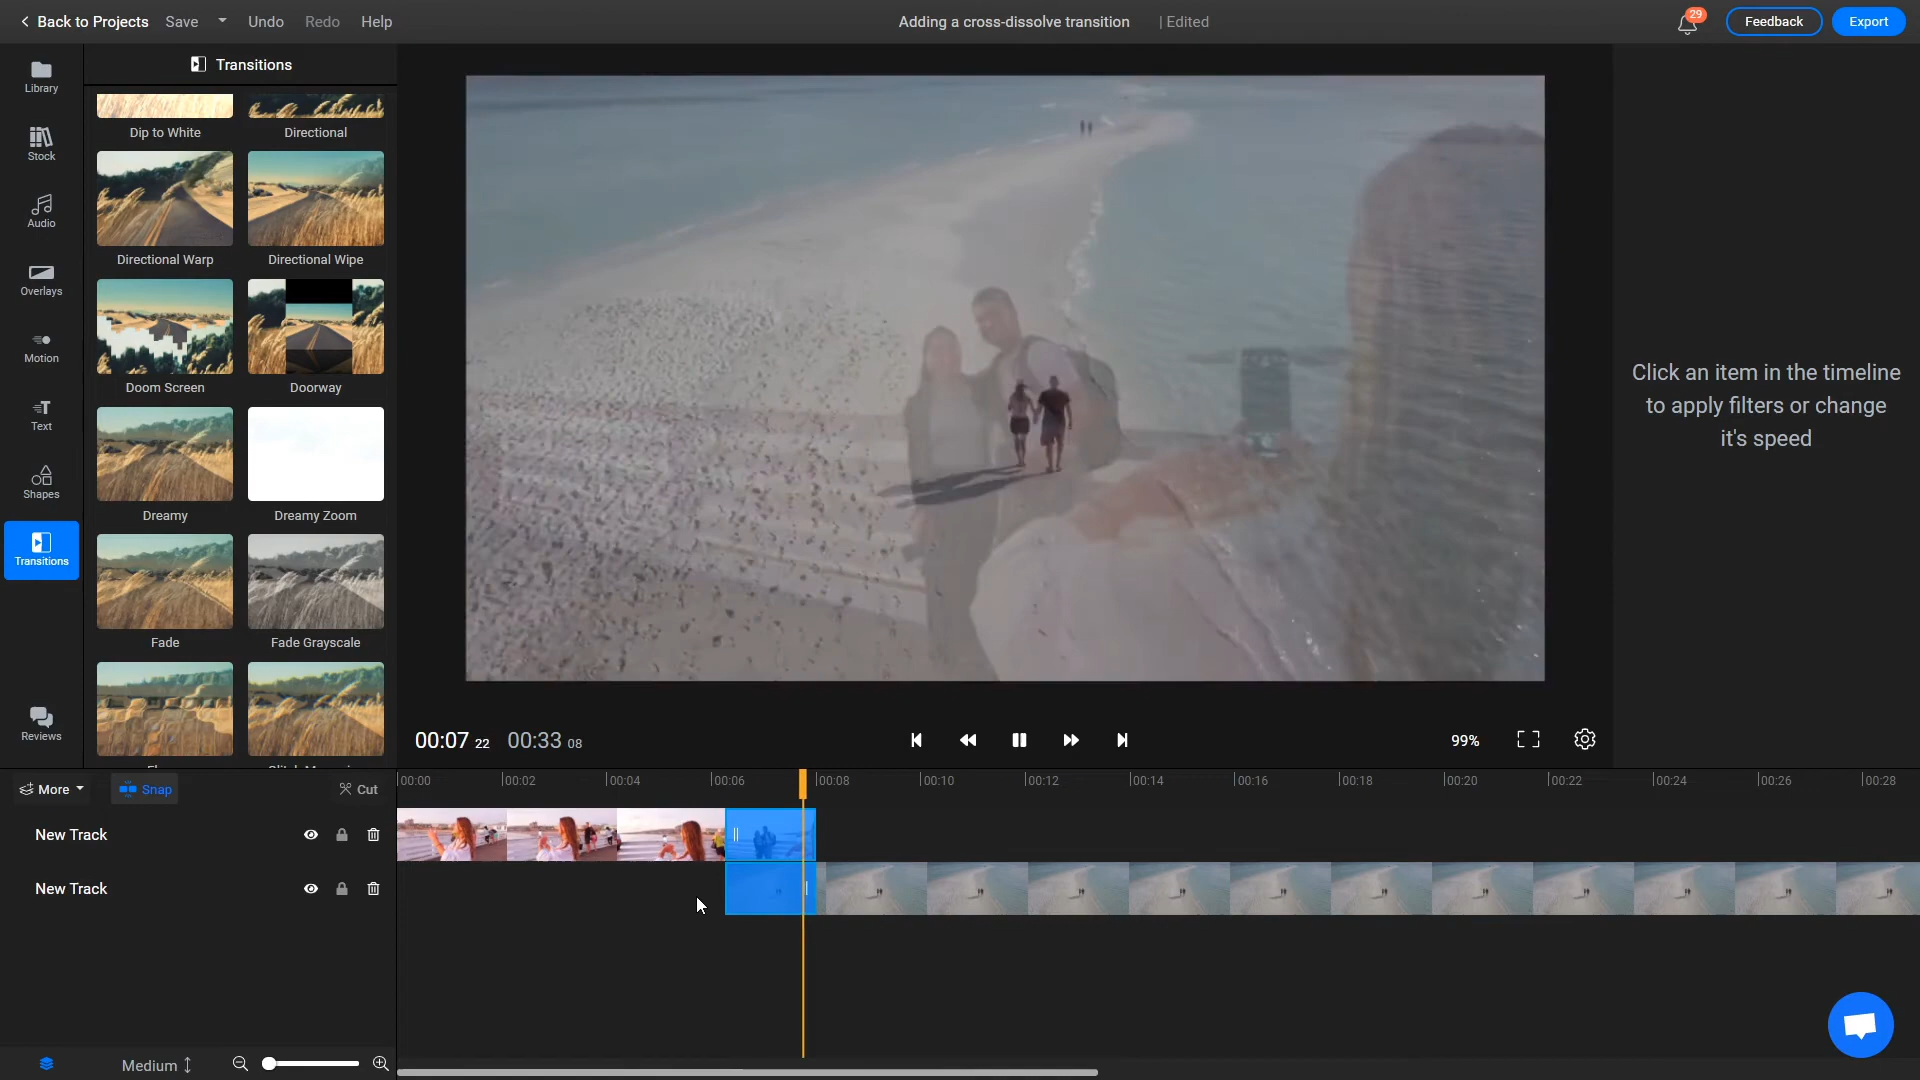 Back to Projects Save Undo Redo Help Adding a cross-dissolve transition | Edited 29 Feedback Export
Transitions
Library
Stock
Audio
Overlays
Motion
Text
Shapes
Transitions
Reviews
Dip to White Directional
Directional Warp Directional Wipe
Doom Screen Doorway
Dreamy Dreamy Zoom
Fade Fade Grayscale
Click an item in the timeline
to apply filters or change
it's speed
00:07 22 00:33 08 99%
More Snap Cut
00:00 00:02 00:04 00:06 00:08 00:10 00:12 00:14 00:16 00:18 00:20 00:22 00:24 00:26 00:28
New Track
New Track
Medium